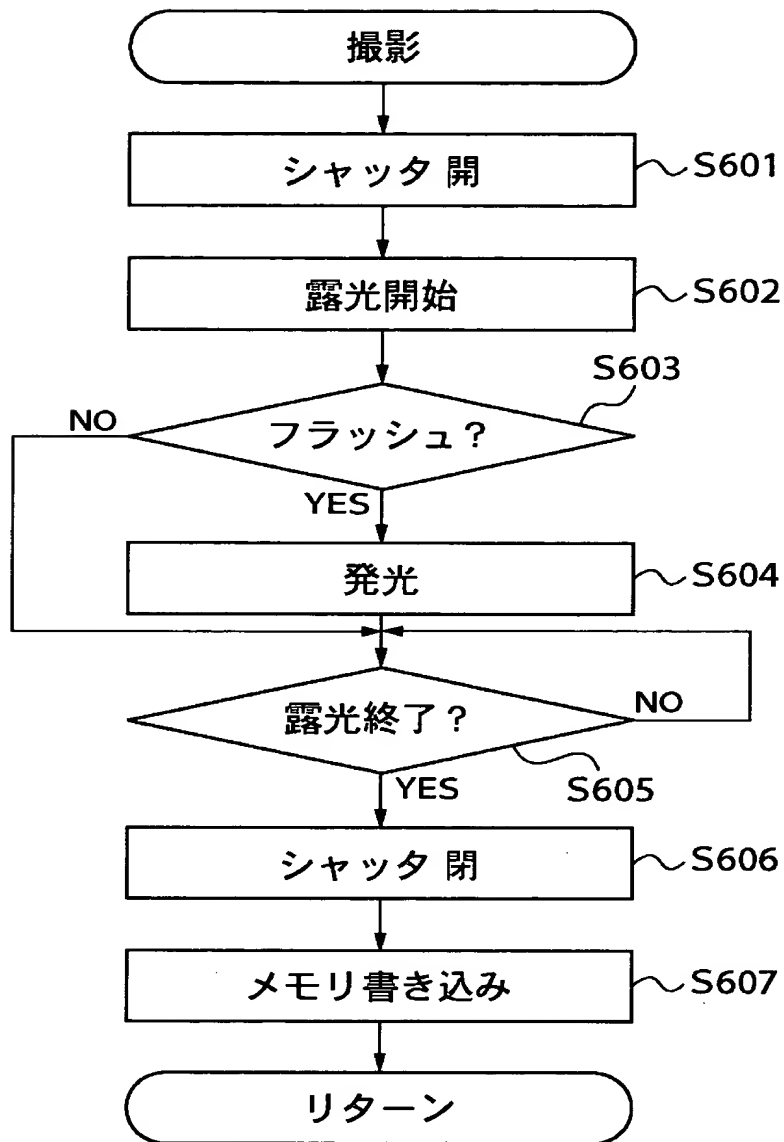 撮影
シャッタ 開
S601
露光開始
S602
S603
NO
フラッシュ?
YES
発光
S604
露光終了?
NO
YES
S605
シャッタ 閉
S606
メモリ書き込み
S607
リターン